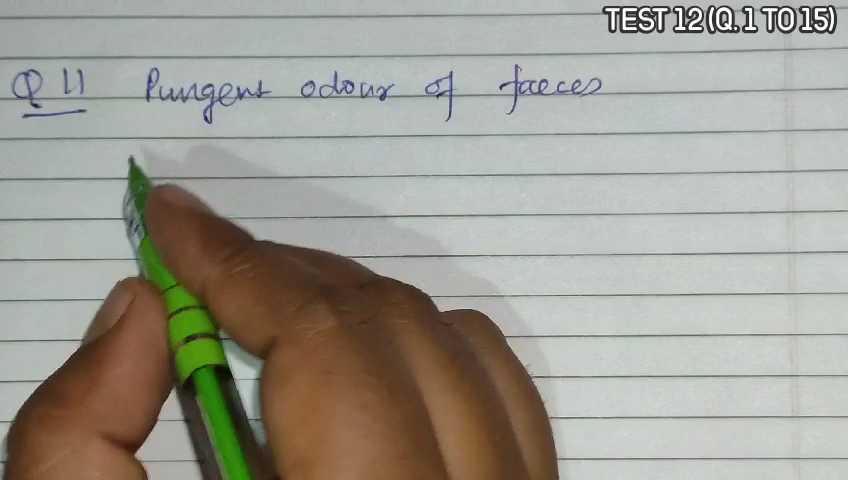 TEST 12 (Q. 1 TO 15)
Q 11 Pungent odour of faeces